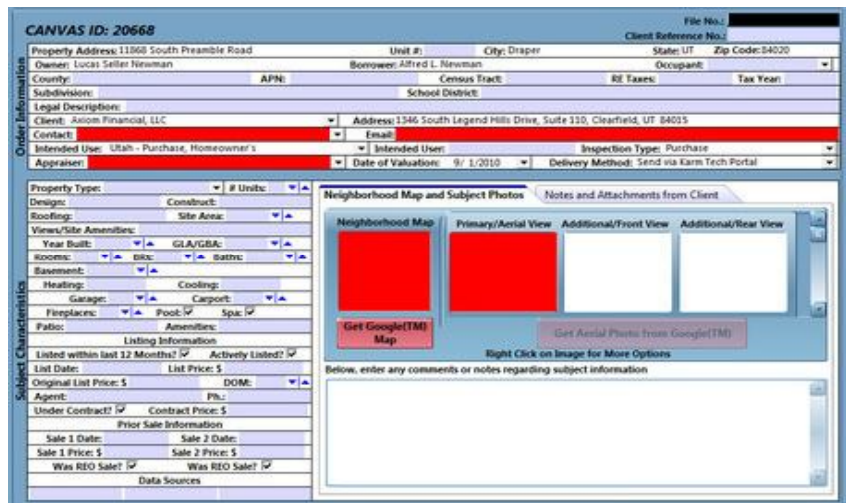 CANVAS ID: 20668
File No.:
Client Reference No.:
Order Information
Property Address: 11868 South Preamble Road Unit #: City: Draper State: UT Zip Code: 84020
Owner: Lucas Seller Newman Borrower: Alfred L. Newman Occupant:
County: APN: Census Tract: RE Taxes: Tax Year:
Subdivision: School District:
Legal Description:
Client: Axiom Financial, LLC Address: 1346 South Legend Hills Drive, Suite 110, Clearfield, UT 84015
Contact: Email:
Intended Use: Utah - Purchase, Homeowner's Intended User: Inspection Type: Purchase
Appraiser: Date of Valuation: 9/ 1/2010 Delivery Method: Send via Karm Tech Portal
Subject Characteristics
Property Type: # Units:
Design: Construct:
Roofing: Site Area:
Views/Site Amenities:
Year Built: GLA/GBA:
Rooms: BRs: Baths:
Basement:
Heating: Cooling:
Garage: Carport:
Fireplaces: Pool: Spa:
Patio: Amenities:
Listing Information
Listed within last 12 Months? Actively Listed?
List Date: List Price: $
Original List Price: $ DOM:
Agent: Ph.:
Under Contract? Contract Price: $
Prior Sale Information
Sale 1 Date: Sale 2 Date:
Sale 1 Price: $ Sale 2 Price: $
Was REO Sale? Was REO Sale?
Data Sources
Neighborhood Map and Subject Photos Notes and Attachments from Client
Neighborhood Map Primary/Aerial View Additional/Front View Additional/Rear View
Get Google(TM)
Map
Get Aerial Photo from Google(TM)
Right Click on Image for More Options
Below, enter any comments or notes regarding subject information